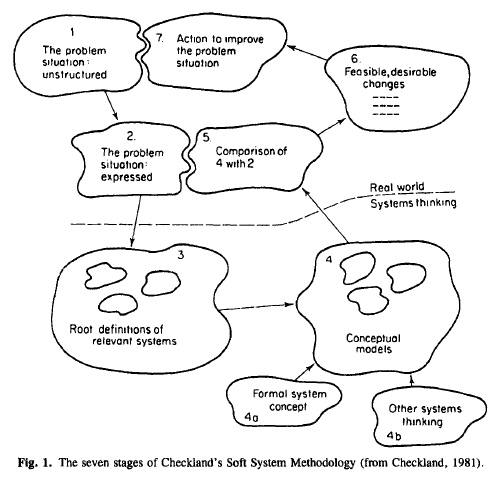 1
The problem
situation:
unstructured
7. Action to improve
the problem
situation
6.
Feasible, desirable
changes
2.
The problem
situation:
expressed
5.
Comparison of
4 with 2
Real world
Systems thinking
3
Root definitions of
relevant systems
4
Conceptual
models
Formal system
concept
4a
Other systems
thinking
4b
Fig. 1. The seven stages of Checkland's Soft System Methodology (from Checkland, 1981).